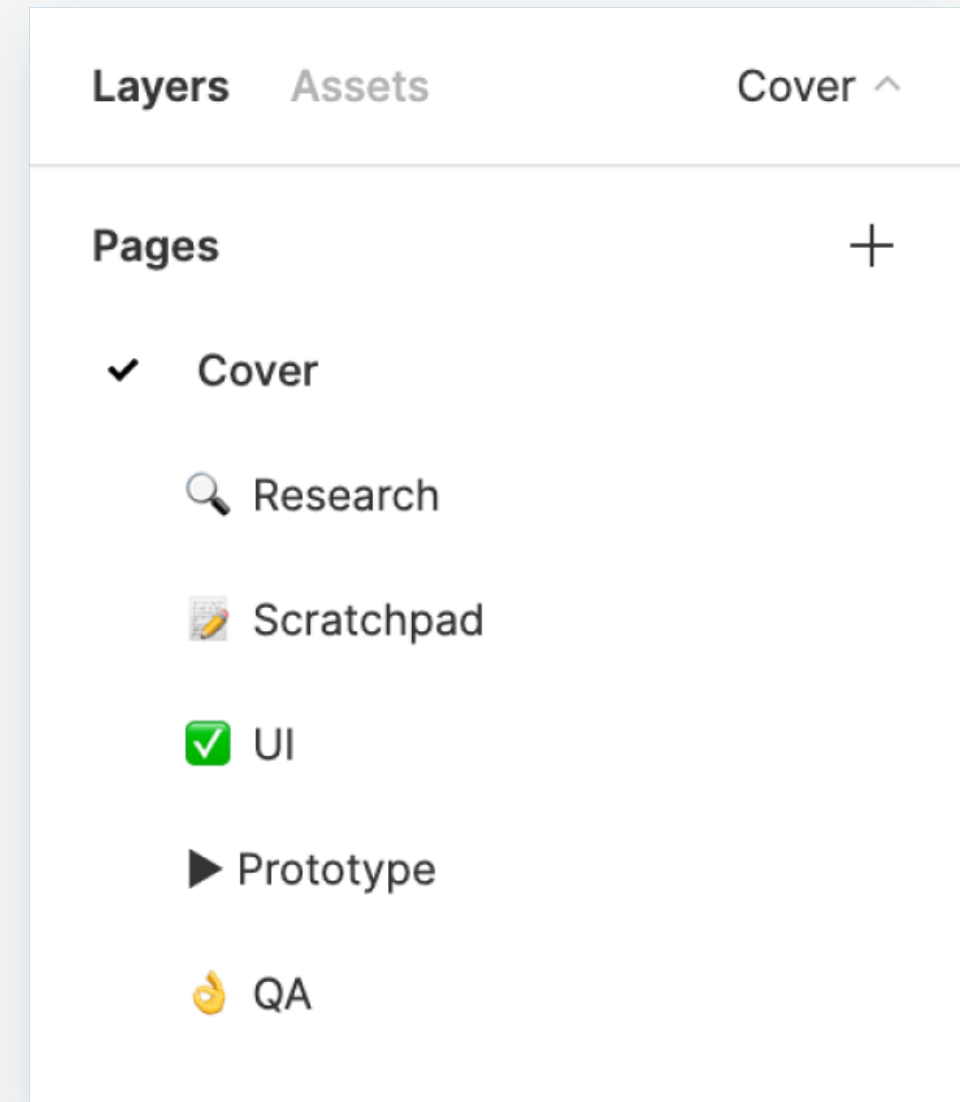 Layers Assets Cover
Pages
Cover
🔍 Research
📝 Scratchpad
✅ UI
▶ Prototype
👌 QA